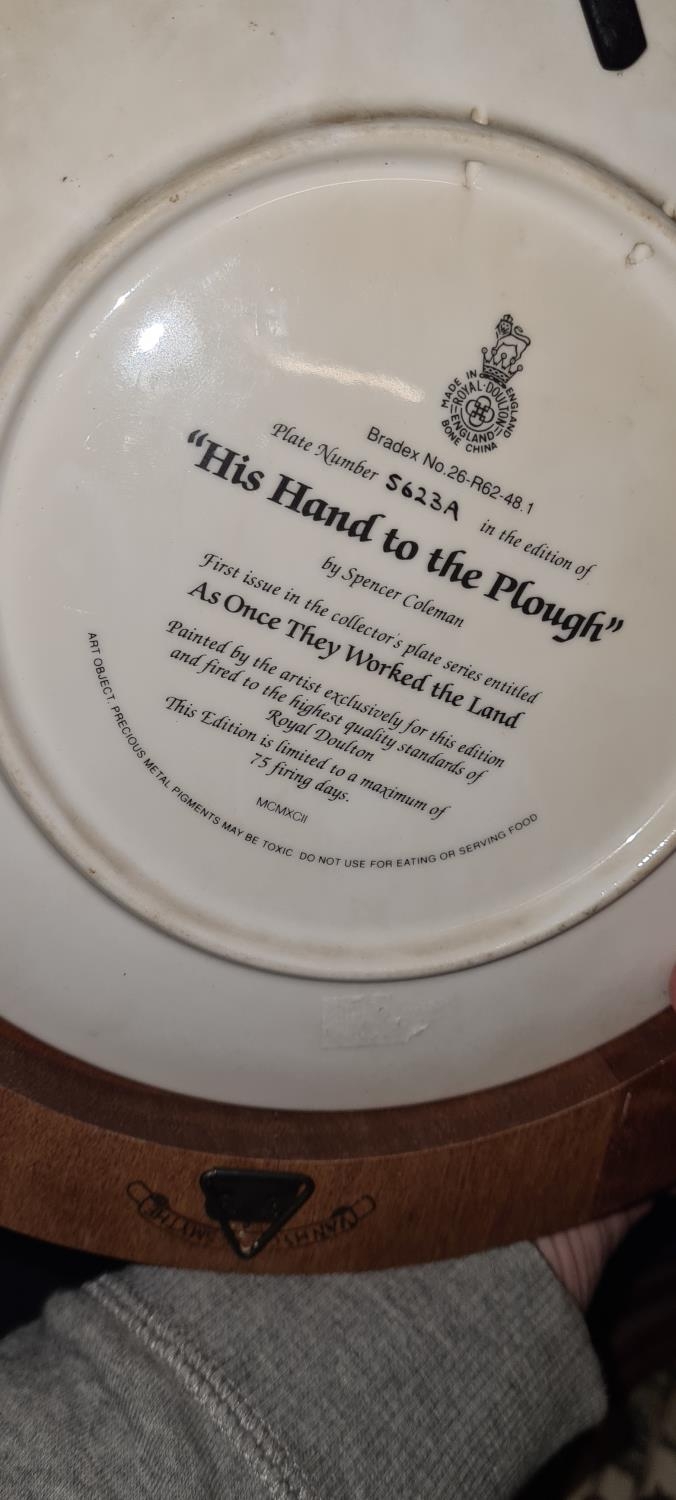 MADE IN ENGLAND
ROYAL DOULTON
ENGLAND
BONE CHINA
Bradex No.26-R62-48.1
Plate Number 5623A in the edition of
“His Hand to the Plough”
by Spencer Coleman
First issue in the collector's plate series entitled
As Once They Worked the Land
Painted by the artist exclusively for this edition
and fired to the highest quality standards of
Royal Doulton
This Edition is limited to a maximum of
75 firing days.
MCMXCII
ART OBJECT. PRECIOUS METAL PIGMENTS MAY BE TOXIC DO NOT USE FOR EATING OR SERVING FOOD
VAN HY
SMYTHE